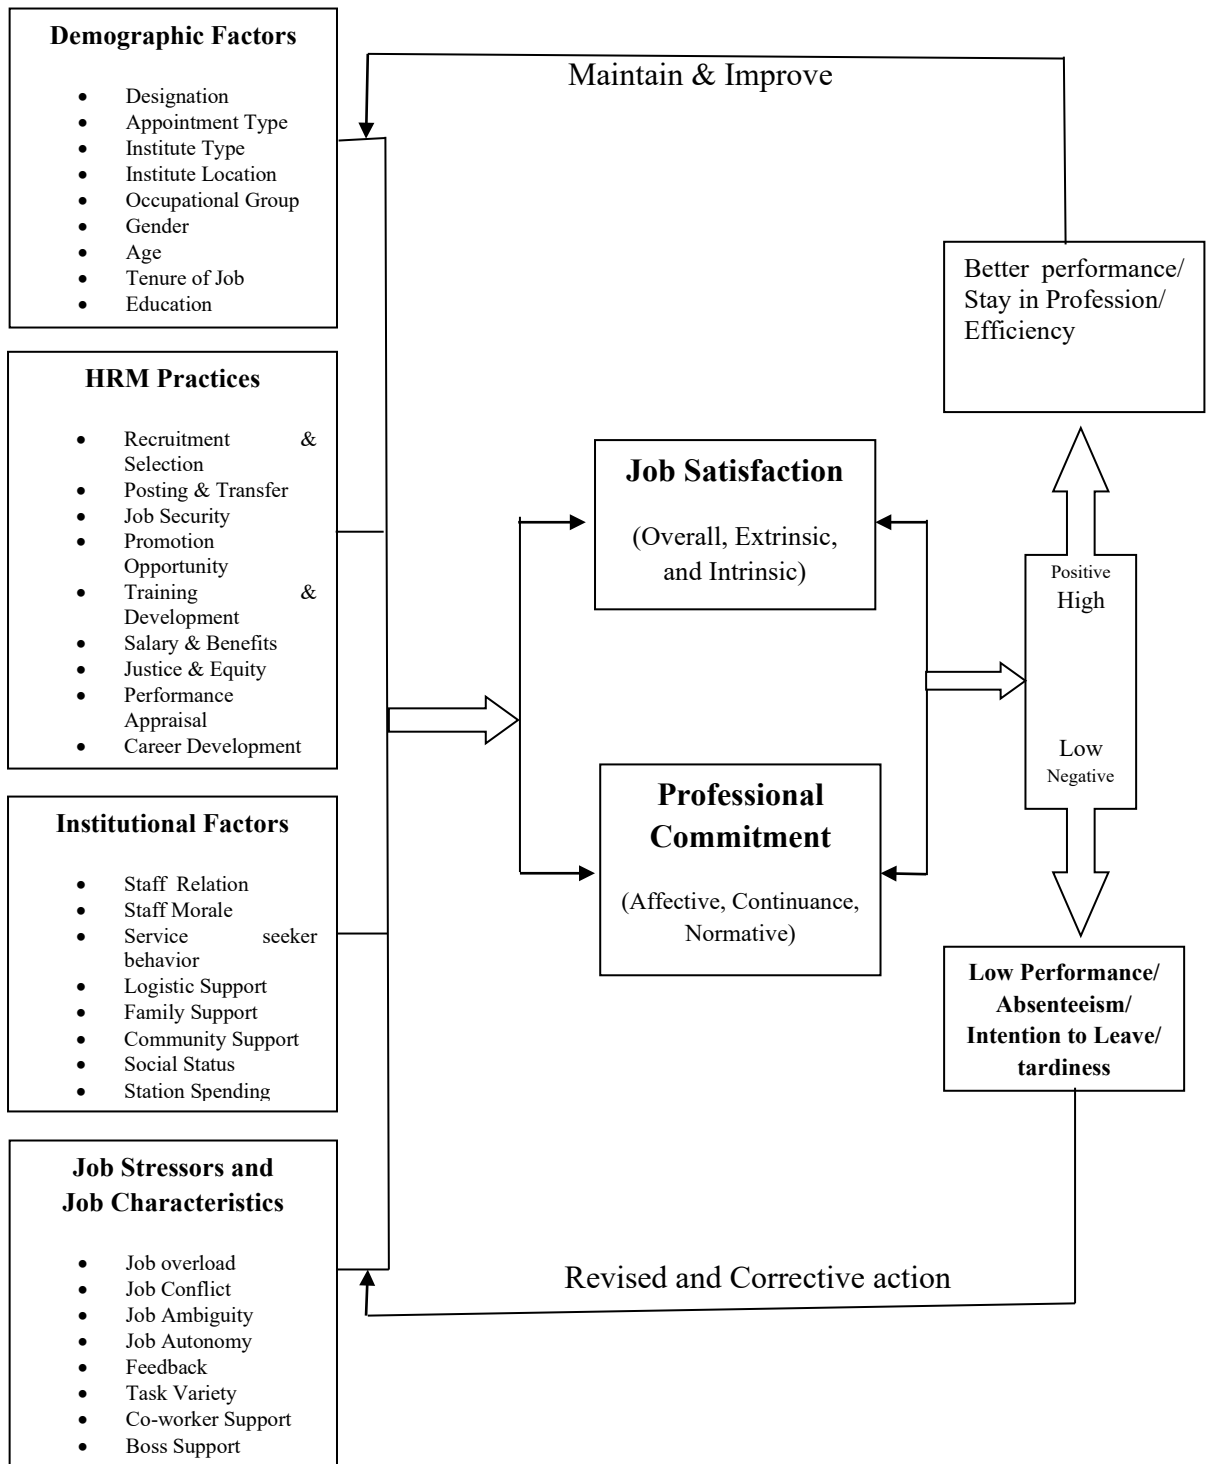 Demographic Factors
• Designation
• Appointment Type
• Institute Type
• Institute Location
• Occupational Group
• Gender
• Age
• Tenure of Job
• Education
HRM Practices
• Recruitment &
Selection
• Posting & Transfer
• Job Security
• Promotion
Opportunity
• Training &
Development
• Salary & Benefits
• Justice & Equity
• Performance
Appraisal
• Career Development
Institutional Factors
• Staff Relation
• Staff Morale
• Service seeker
behavior
• Logistic Support
• Family Support
• Community Support
• Social Status
• Station Spending
Job Stressors and
Job Characteristics
• Job overload
• Job Conflict
• Job Ambiguity
• Job Autonomy
• Feedback
• Task Variety
• Co-worker Support
• Boss Support
Maintain & Improve
Job Satisfaction
(Overall, Extrinsic,
and Intrinsic)
Professional
Commitment
(Affective, Continuance,
Normative)
Better performance/
Stay in Profession/
Efficiency
Positive
High
Low
Negative
Low Performance/
Absenteeism/
Intention to Leave/
tardiness
Revised and Corrective action